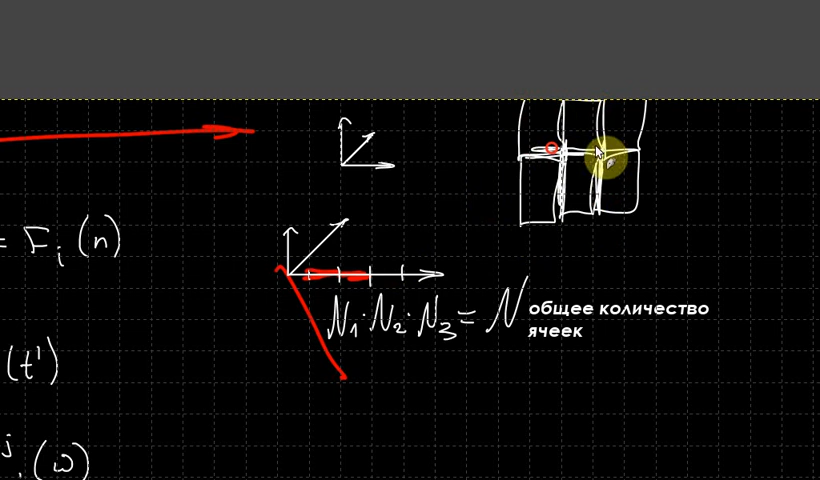 = F_i (n)
N₁·N₂·N₃ = N общее количество
ячеек
(t')
j (ω)